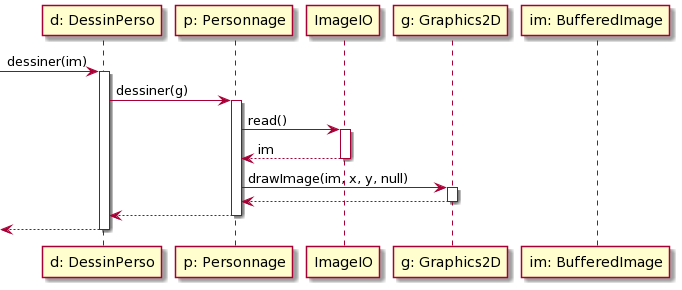 d: DessinPerso
p: Personnage
ImageIO
g: Graphics2D
im: BufferedImage
dessiner(im)
dessiner(g)
read()
im
drawImage(im, x, y, null)
d: DessinPerso
p: Personnage
ImageIO
g: Graphics2D
im: BufferedImage